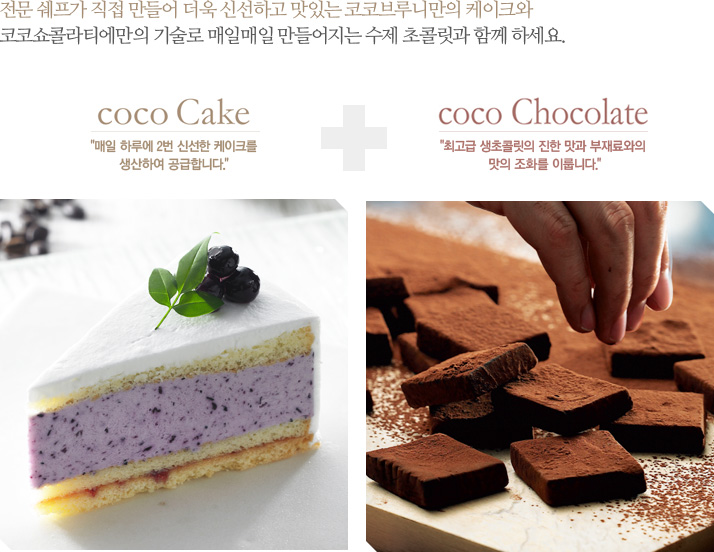 전문 쉐프가 직접 만들어 더욱 신선하고 맛있는 코코브루니만의 케이크와
코코쇼콜라티에만의 기술로 매일매일 만들어지는 수제 초콜릿과 함께 하세요.
coco Cake
"매일 하루에 2번 신선한 케이크를
생산하여 공급합니다."
coco Chocolate
"최고급 생초콜릿의 진한 맛과 부재료와의
맛의 조화를 이룹니다."